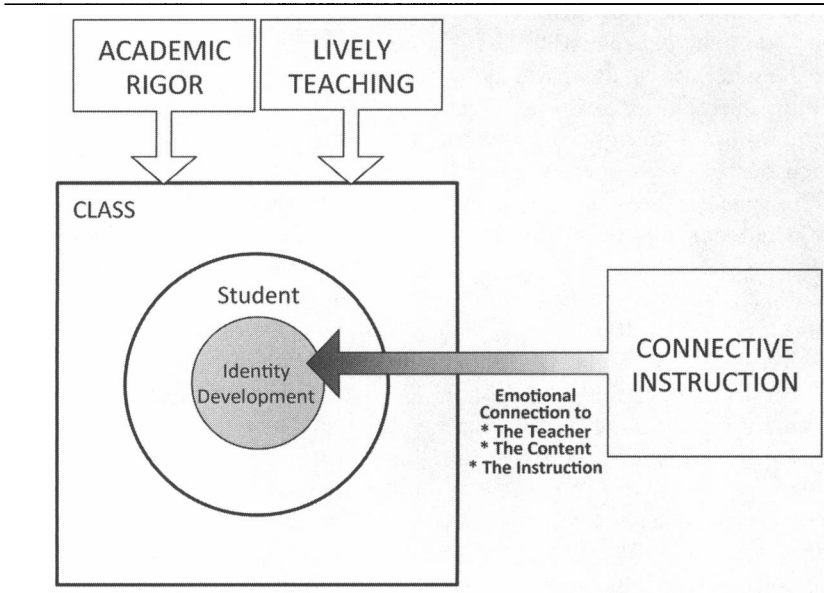 ACADEMIC
RIGOR
LIVELY
TEACHING
CLASS
Student
Identity
Development
CONNECTIVE
INSTRUCTION
Emotional
Connection to
* The Teacher
* The Content
* The Instruction